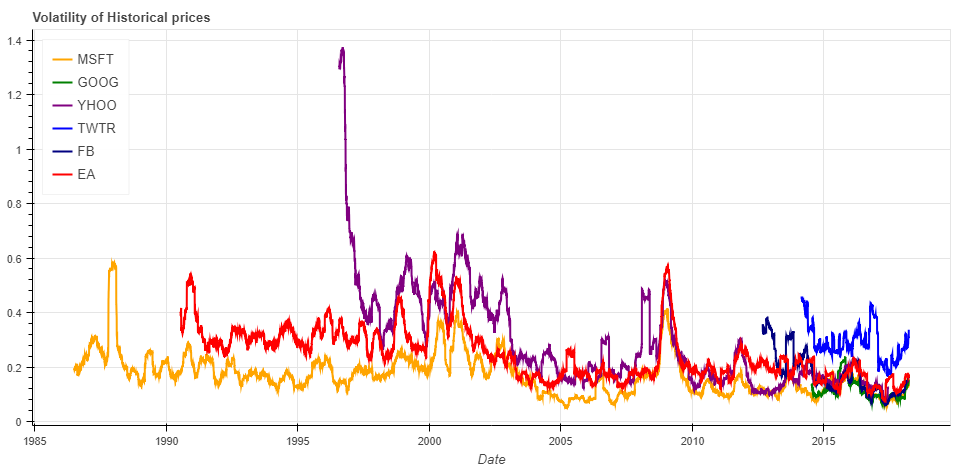 Volatility of Historical prices
1.4
1.2
1
0.8
0.6
0.4
0.2
0
MSFT
GOOG
YHOO
TWTR
FB
EA
1985 1990 1995 2000 2005 2010 2015
Date